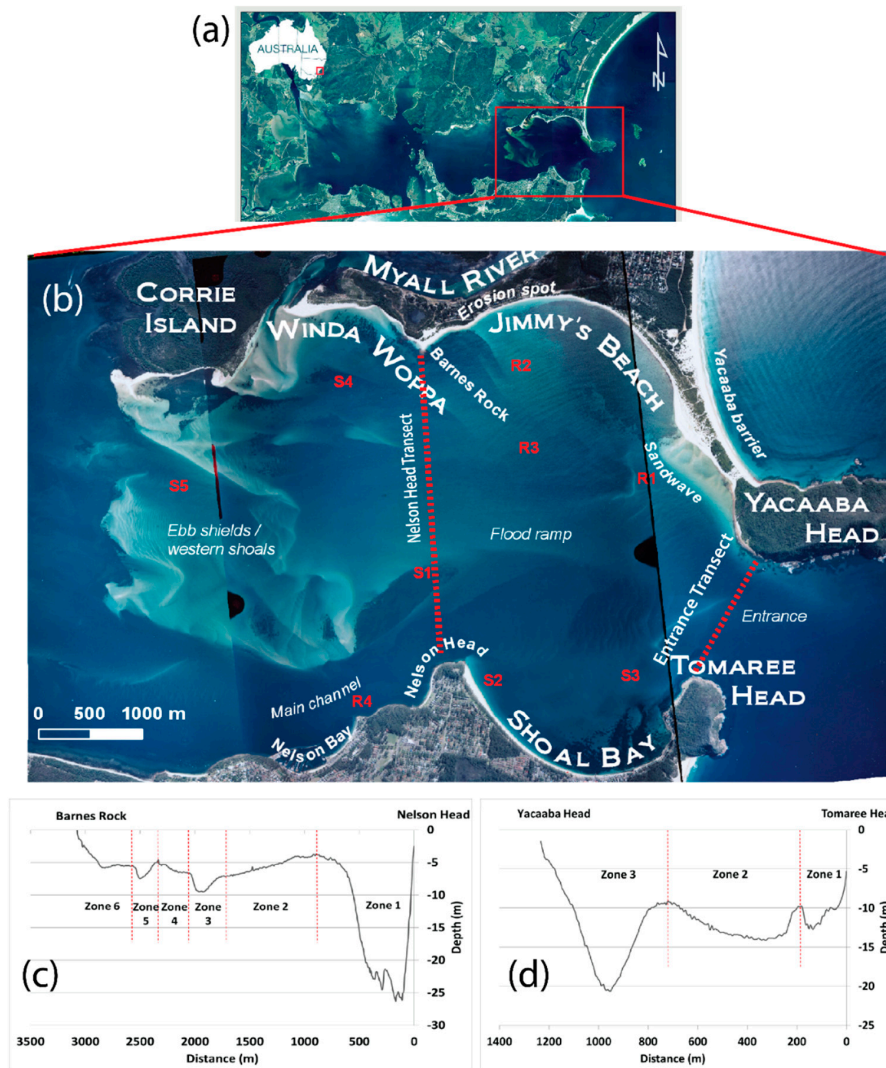 (a)
AUSTRALIA
N
(b)
CORRIE
ISLAND
MYALL RIVER
Erosion spot
WINDA WOPPA
JIMMY'S BEACH
Barnes Rock
Yacaaba barrier
R2
S4
R3
Nelson Head Transect
Sandwave
R1
S5
YACAABA
HEAD
Ebb shields /
western shoals
Flood ramp
S1
Entrance Transect
Entrance
Nelson Head
S2
S3
TOMAREE
HEAD
Main channel
R4
SHOAL BAY
Nelson Bay
0 500 1000 m
Barnes Rock
Nelson Head
0
-5
-10
-15
-20
-25
-30
Depth (m)
Zone 6
Zone
5
Zone
4
Zone
3
Zone 2
Zone 1
(c)
3500 3000 2500 2000 1500 1000 500 0
Distance (m)
Yacaaba Head
Tomaree Hea
0
-5
-10
-15
-20
-25
Depth (m)
Zone 3
Zone 2
Zone 1
(d)
1400 1200 1000 800 600 400 200 0
Distance (m)